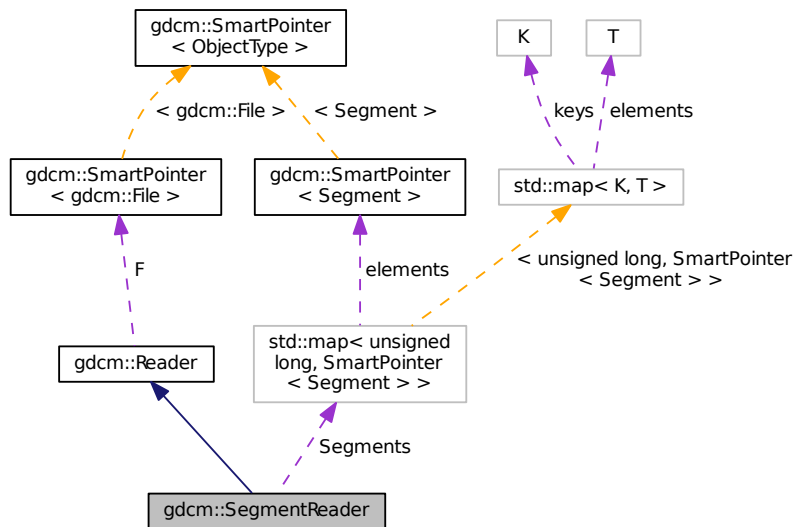 gdcm::SmartPointer
< ObjectType >
K
T
< gdcm::File >
< Segment >
keys
elements
gdcm::SmartPointer
< gdcm::File >
gdcm::SmartPointer
< Segment >
std::map< K, T >
F
elements
< unsigned long, SmartPointer
< Segment > >
gdcm::Reader
std::map< unsigned
long, SmartPointer
< Segment > >
Segments
gdcm::SegmentReader